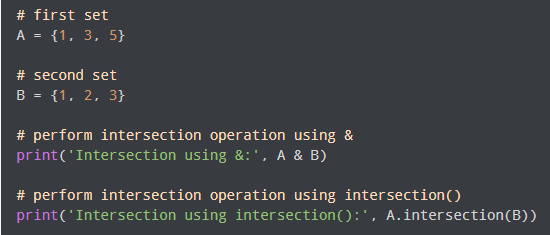 # first set
A = {1, 3, 5}
# second set
B = {1, 2, 3}
# perform intersection operation using &
print('Intersection using &:', A & B)
# perform intersection operation using intersection()
print('Intersection using intersection():', A.intersection(B))